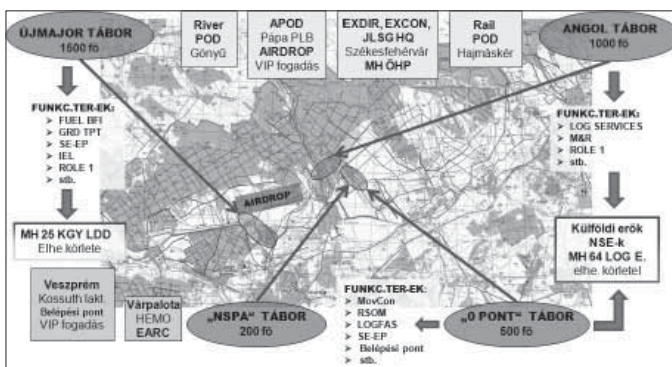 ÚJMAJOR TÁBOR
1500 fő
River
POD
Gönyű
APOD
Pápa PLB
AIRDROP
VIP fogadás
EXDIR, EXCON,
JLSG HQ
Székesfehérvár
MH ÖHP
Rail
POD
Hajmáskér
ANGOL TÁBOR
1000 fő
FUNKC.TER-EK:
➢ FUEL BFI
➢ GRD TPT
➢ SE-EP
➢ IEL
➢ ROLE 1
➢ stb.
FUNKC.TER-EK:
➢ LOG SERVICES
➢ M&R
➢ ROLE 1
➢ stb.
AIRDROP
MH 25 KGY LDD
Elhe körlete
Külföldi erők
NSE-k
MH 64 LOG E.
elhe. körletei
Veszprém
Kossuth lakt.
Belépési pont
VIP fogadás
Várpalota
HEMO
EARC
„NSPA” TÁBOR
200 fő
FUNKC.TER-EK:
➢ MovCon
➢ RSOM
➢ LOGFAS
➢ SE-EP
➢ Belépési pont
➢ stb.
„0 PONT” TÁBOR
500 fő